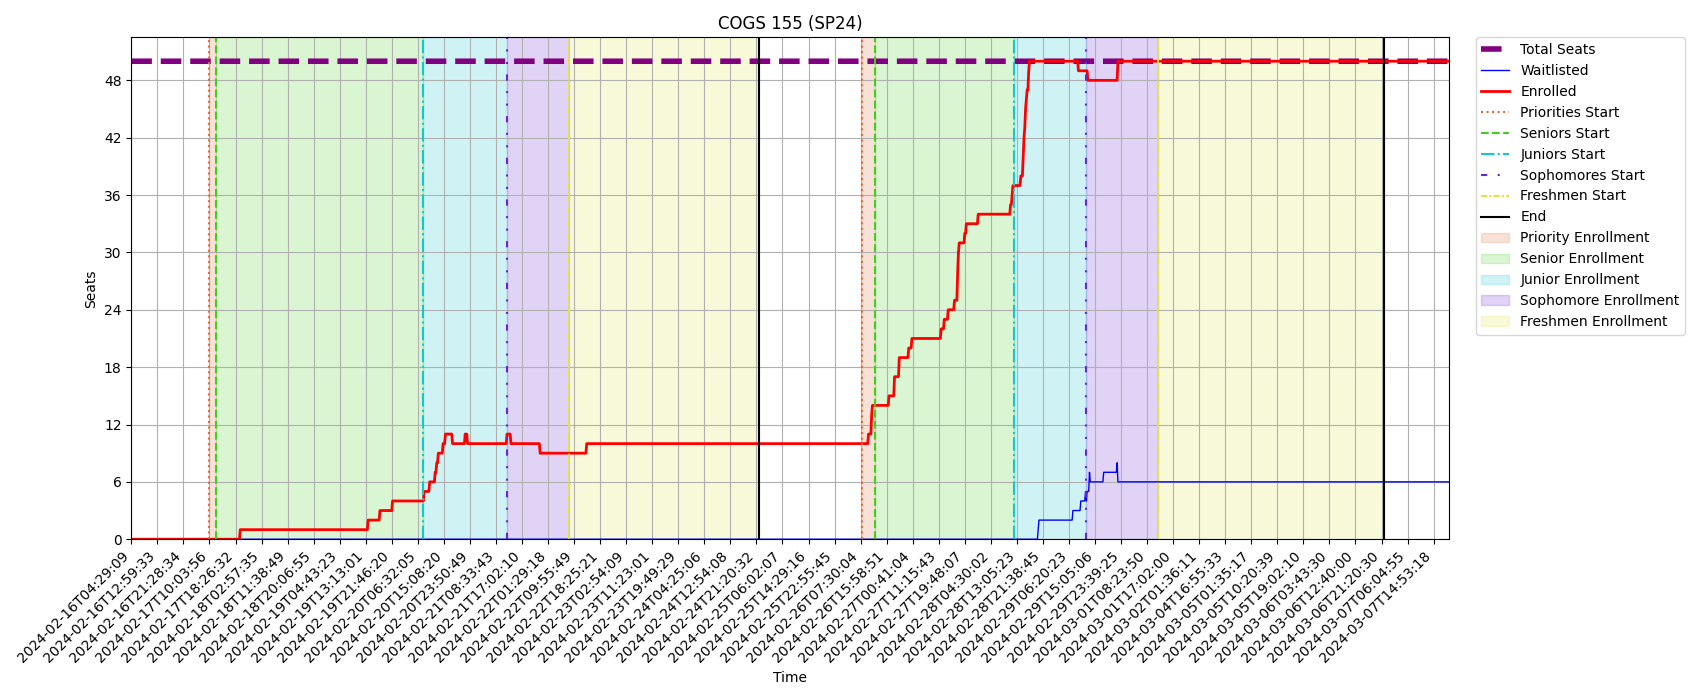 COGS 155 (SP24)
Seats
48
42
36
30
24
18
12
6
0
2024-02-16T04:29:09
2024-02-16T12:59:33
2024-02-16T21:28:34
2024-02-17T10:03:56
2024-02-17T18:26:32
2024-02-18T02:57:35
2024-02-18T11:38:49
2024-02-18T20:06:55
2024-02-19T04:43:23
2024-02-19T13:13:01
2024-02-19T21:46:20
2024-02-20T06:32:05
2024-02-20T15:08:20
2024-02-20T23:50:49
2024-02-21T08:33:43
2024-02-21T17:02:10
2024-02-22T01:29:18
2024-02-22T09:55:49
2024-02-22T18:25:21
2024-02-23T02:54:09
2024-02-23T11:23:01
2024-02-23T19:49:29
2024-02-24T04:25:06
2024-02-24T12:54:08
2024-02-24T21:20:32
2024-02-25T06:02:07
2024-02-25T14:29:16
2024-02-25T22:55:45
2024-02-26T07:30:04
2024-02-26T15:58:51
2024-02-27T00:41:04
2024-02-27T11:15:43
2024-02-27T19:48:07
2024-02-28T04:30:02
2024-02-28T13:05:23
2024-02-28T21:38:45
2024-02-29T06:20:23
2024-02-29T15:05:06
2024-02-29T23:39:25
2024-03-01T08:23:50
2024-03-01T17:02:00
2024-03-02T01:36:11
2024-03-04T16:55:33
2024-03-05T01:35:17
2024-03-05T10:20:39
2024-03-05T19:02:10
2024-03-06T03:43:30
2024-03-06T12:40:00
2024-03-06T21:20:30
2024-03-07T06:04:55
2024-03-07T14:53:18
Time
Total Seats
Waitlisted
Enrolled
Priorities Start
Seniors Start
Juniors Start
Sophomores Start
Freshmen Start
End
Priority Enrollment
Senior Enrollment
Junior Enrollment
Sophomore Enrollment
Freshmen Enrollment